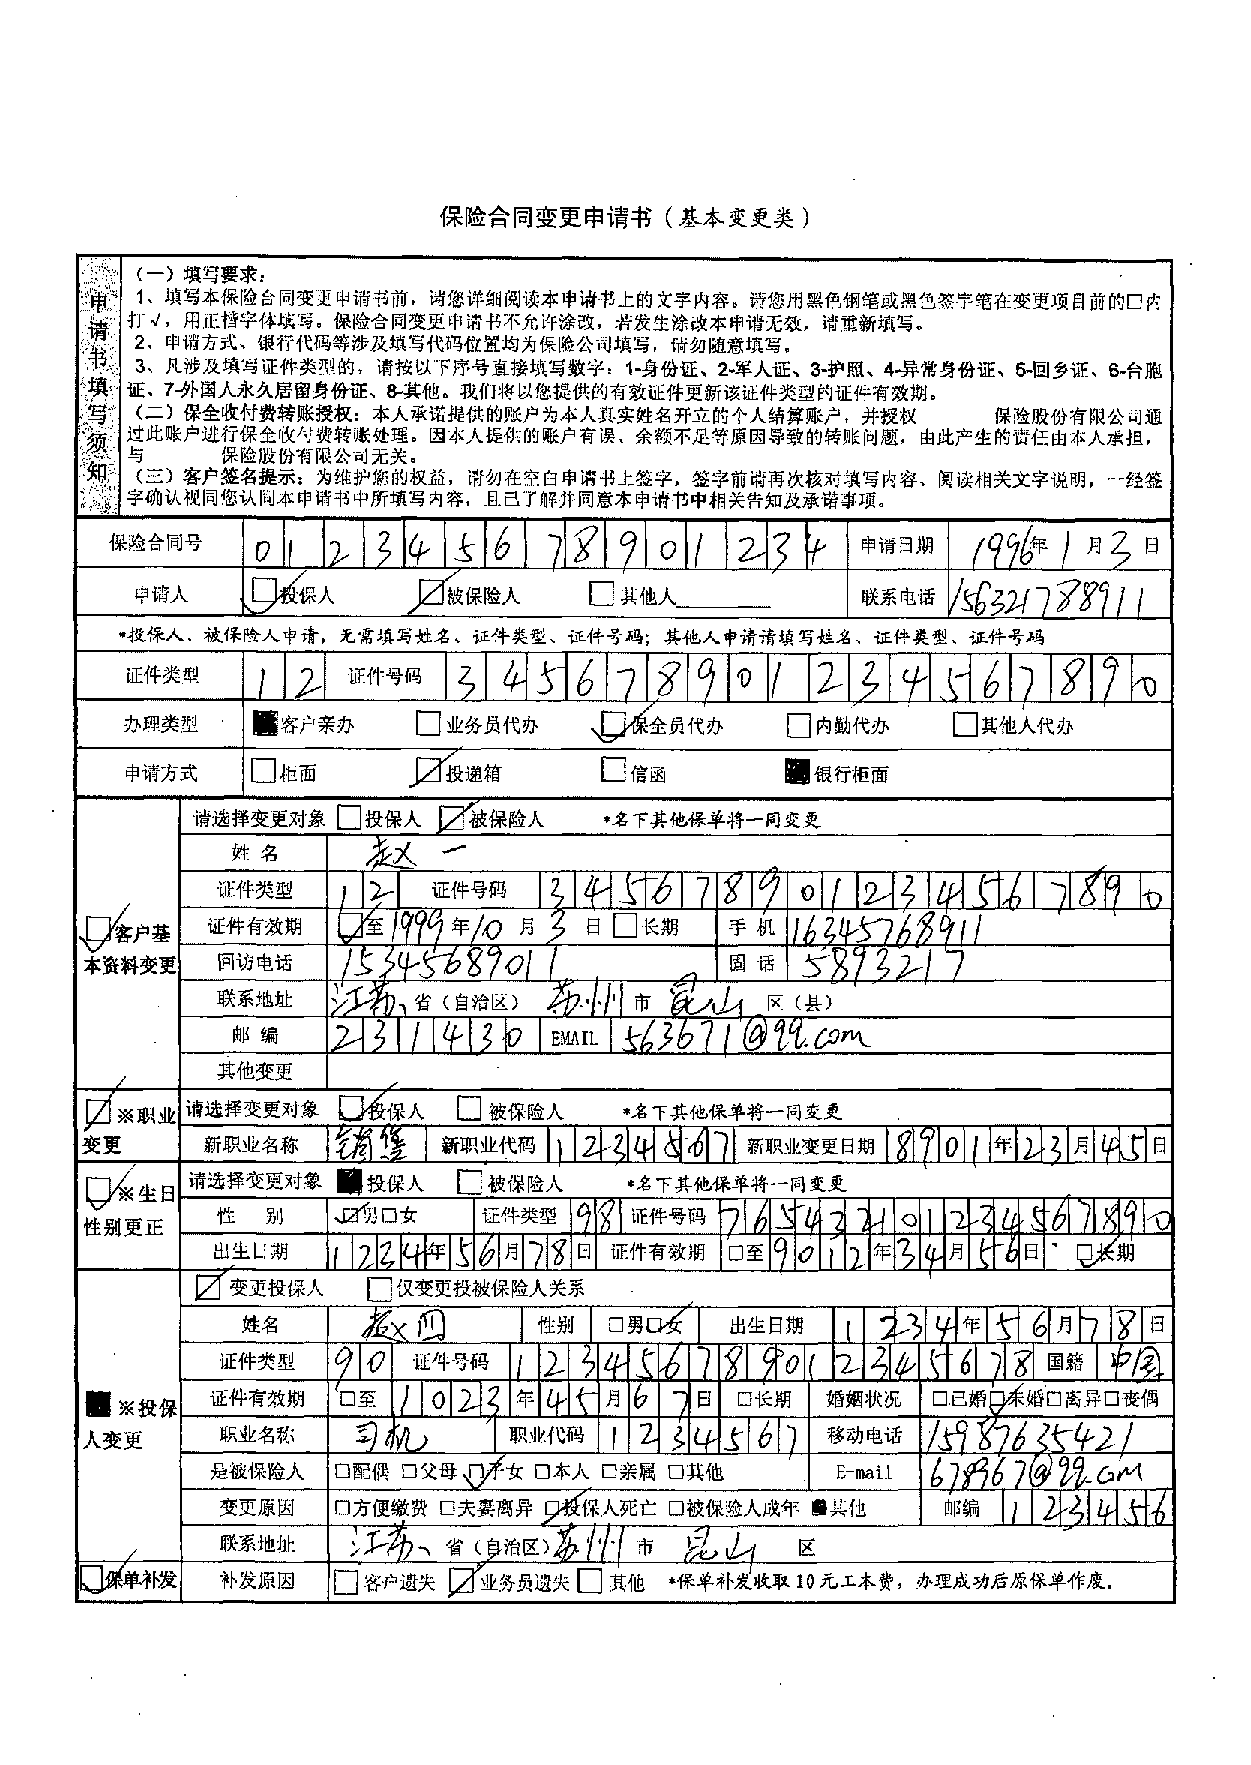 保险合同变更申请书（基本变更类）
申请书填写须知
（一）填写要求：
1、填写本保险合同变更申请书前，请您详细阅读本申请书上的文字内容。请您用黑色钢笔或黑色签字笔在变更项目前的□内
打√，用正楷字体填写。保险合同变更申请书不允许涂改，若发生涂改本申请无效，请重新填写。
2、申请方式、银行代码等涉及填写代码位置均为保险公司填写，请勿随意填写。
3、凡涉及填写证件类型的，请按以下序号直接填写数字：1-身份证、2-军人证、3-护照、4-异常身份证、5-回乡证、6-台胞
证、7-外国人永久居留身份证、8-其他。我们将以您提供的有效证件更新该证件类型的证件有效期。
（二）保全收付费转账授权：本人承诺提供的账户为本人真实姓名开立的个人结算账户，并授权 保险股份有限公司通
过此账户进行保全收付费转账处理。因本人提供的账户有误、余额不足等原因导致的转账问题，由此产生的责任由本人承担，
与 保险股份有限公司无关。
（三）客户签名提示：为维护您的权益，请勿在空白申请书上签字，签字前请再次核对填写内容、阅读相关文字说明，一经签
字确认视同您认同本申请书中所填写内容，且已了解并同意本申请书中相关告知及承诺事项。
保险合同号 012345678901234 申请日期 1996年1月3日
申请人 □投保人 □被保险人 □其他人 联系电话 156321788911
*投保人、被保险人申请，无需填写姓名、证件类型、证件号码；其他人申请请填写姓名、证件类型、证件号码
证件类型 12 证件号码 345678901234567890
办理类型 ■客户亲办 □业务员代办 □保全员代办 □内勤代办 □其他人代办
申请方式 □柜面 □投递箱 □信函 ■银行柜面
□客户基本资料变更
请选择变更对象 □投保人 □被保险人 *名下其他保单将一同变更
姓名 赵一
证件类型 12 证件号码 345678901234567890
证件有效期 □至1999年10月3日 □长期 手机 16345768911
回访电话 15345689011 固话 5893217
联系地址 江苏省（自治区） 苏州市 昆山区（县）
邮编 231430 EMAIL 563671@qq.com
其他变更
□※职业变更
请选择变更对象 □投保人 □被保险人 *名下其他保单将一同变更
新职业名称 销售 新职业代码 1234567 新职业变更日期 8901年23月45日
□※生日性别更正
请选择变更对象 ■投保人 □被保险人 *名下其他保单将一同变更
性别 □男□女 证件类型 98 证件号码 765432101234567890
出生日期 1234年56月78日 证件有效期 □至9012年34月56日 □长期
■※投保人变更
□变更投保人 □仅变更投被保险人关系
姓名 赵四 性别 □男□女 出生日期 1234年56月78日
证件类型 90 证件号码 123456789012345678 国籍 中国
证件有效期 □至1023年45月67日 □长期 婚姻状况 □已婚□未婚□离异□丧偶
职业名称 司机 职业代码 1234567 移动电话 15987635421
是被保险人 □配偶 □父母 □子女 □本人 □亲属 □其他 E-mail 678967@qq.com
变更原因 □方便缴费 □夫妻离异 □投保人死亡 □被保险人成年 ■其他 邮编 123456
联系地址 江苏省（自治区）苏州市 昆山区
□保单补发 补发原因 □客户遗失 □业务员遗失 □其他 *保单补发收取10元工本费，办理成功后原保单作废。